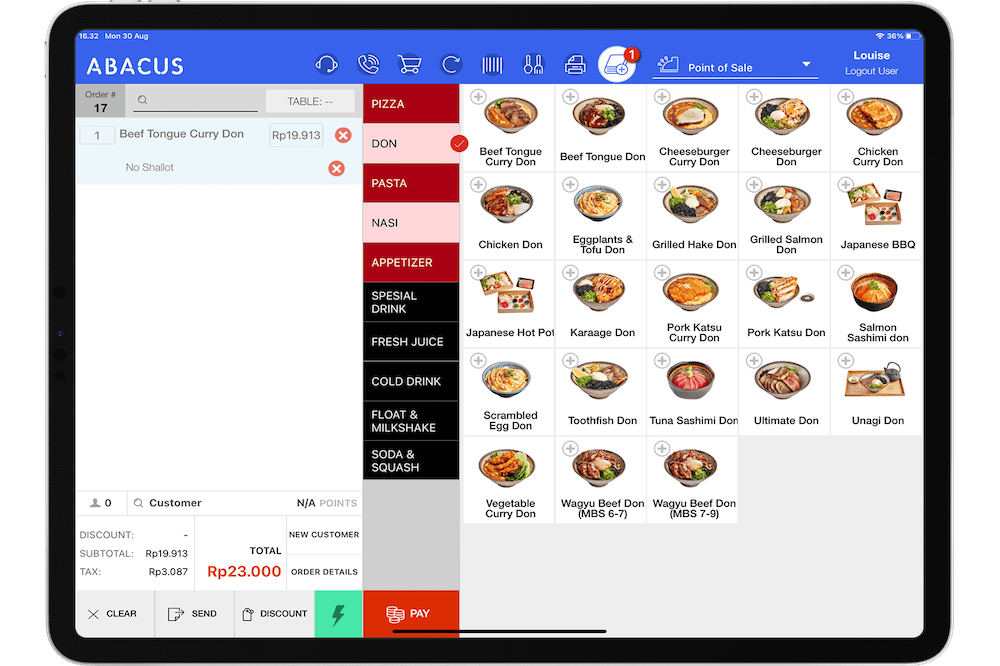 16.32 Mon 30 Aug
36%
ABACUS
1
Point of Sale
Louise
Logout User
Order #
17
TABLE: --
1 Beef Tongue Curry Don Rp19.913
No Shallot
PIZZA
DON
PASTA
NASI
APPETIZER
SPESIAL
DRINK
FRESH JUICE
COLD DRINK
FLOAT &
MILKSHAKE
SODA &
SQUASH
Beef Tongue
Curry Don
Beef Tongue Don
Cheeseburger
Curry Don
Cheeseburger
Don
Chicken
Curry Don
Chicken Don
Eggplants &
Tofu Don
Grilled Hake Don
Grilled Salmon
Don
Japanese BBQ
Japanese Hot Pot
Karaage Don
Pork Katsu
Curry Don
Pork Katsu Don
Salmon
Sashimi don
Scrambled
Egg Don
Toothfish Don
Tuna Sashimi Don
Ultimate Don
Unagi Don
Vegetable
Curry Don
Wagyu Beef Don
(MBS 6-7)
Wagyu Beef Don
(MBS 7-9)
0 Customer N/A POINTS
DISCOUNT: -
SUBTOTAL: Rp19.913
TAX: Rp3.087
TOTAL
Rp23.000
NEW CUSTOMER
ORDER DETAILS
CLEAR
SEND
DISCOUNT
PAY